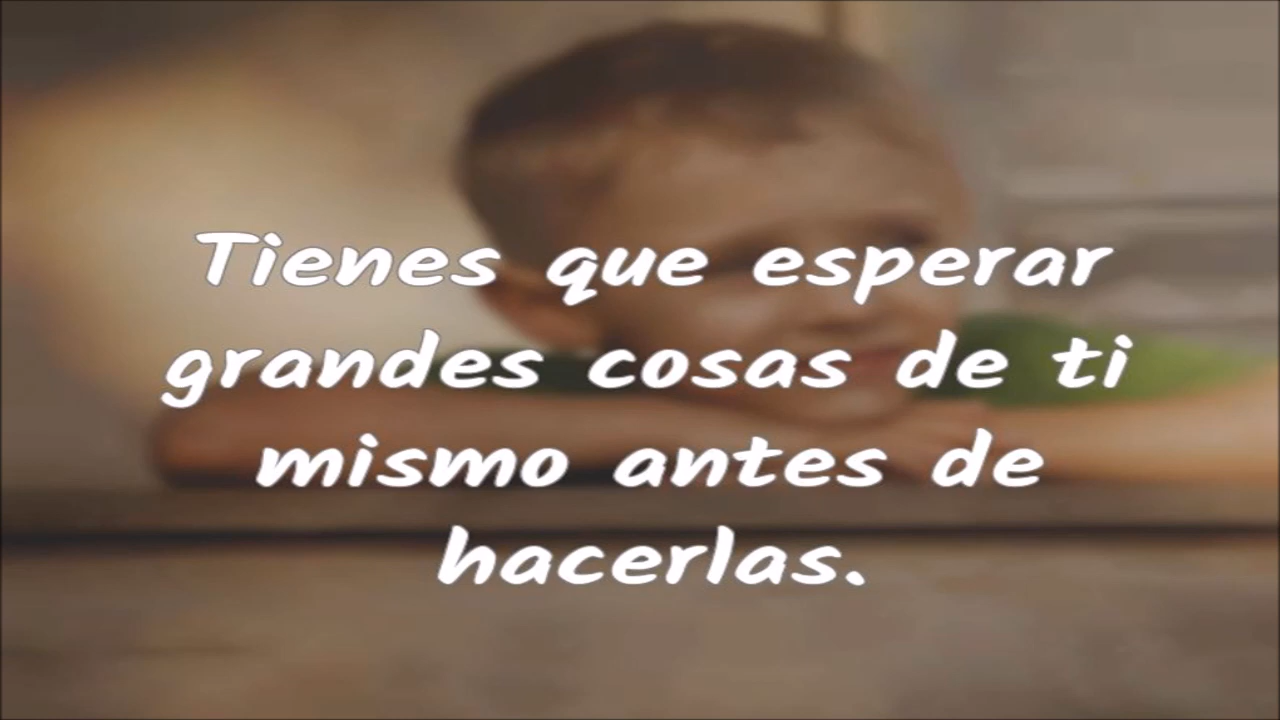 Tienes que esperar
grandes cosas de ti
mismo antes de
hacerlas.